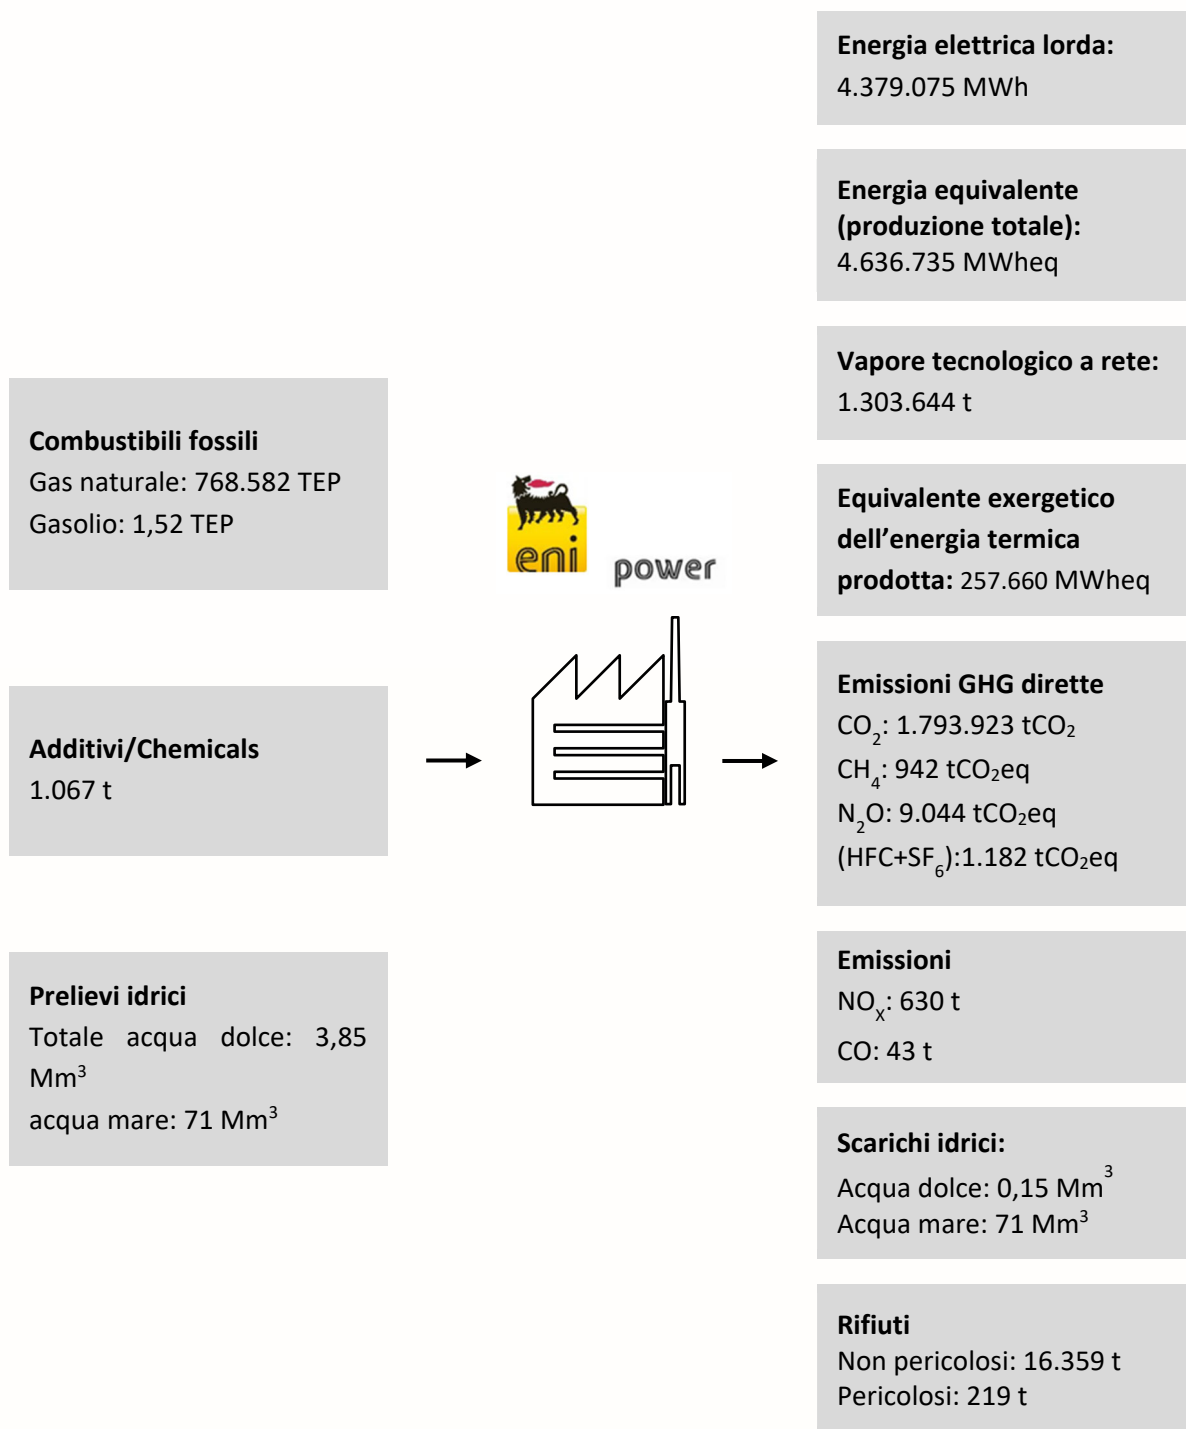 Combustibili fossili
Gas naturale: 768.582 TEP
Gasolio: 1,52 TEP
Additivi/Chemicals
1.067 t
Prelievi idrici
Totale acqua dolce: 3,85
Mm³
acqua mare: 71 Mm³
eni
power
Energia elettrica lorda:
4.379.075 MWh
Energia equivalente
(produzione totale):
4.636.735 MWheq
Vapore tecnologico a rete:
1.303.644 t
Equivalente exergetico
dell’energia termica
prodotta: 257.660 MWheq
Emissioni GHG dirette
CO₂: 1.793.923 tCO₂
CH₄: 942 tCO₂eq
N₂O: 9.044 tCO₂eq
(HFC+SF₆):1.182 tCO₂eq
Emissioni
NOₓ: 630 t
CO: 43 t
Scarichi idrici:
Acqua dolce: 0,15 Mm³
Acqua mare: 71 Mm³
Rifiuti
Non pericolosi: 16.359 t
Pericolosi: 219 t